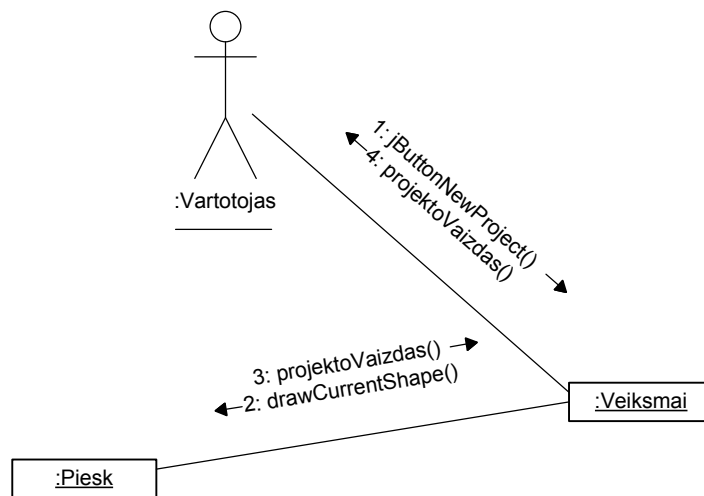 :Vartotojas
1: jButtonNewProject()
4: projektoVaizdas()
3: projektoVaizdas()
2: drawCurrentShape()
:Veiksmai
:Piesk